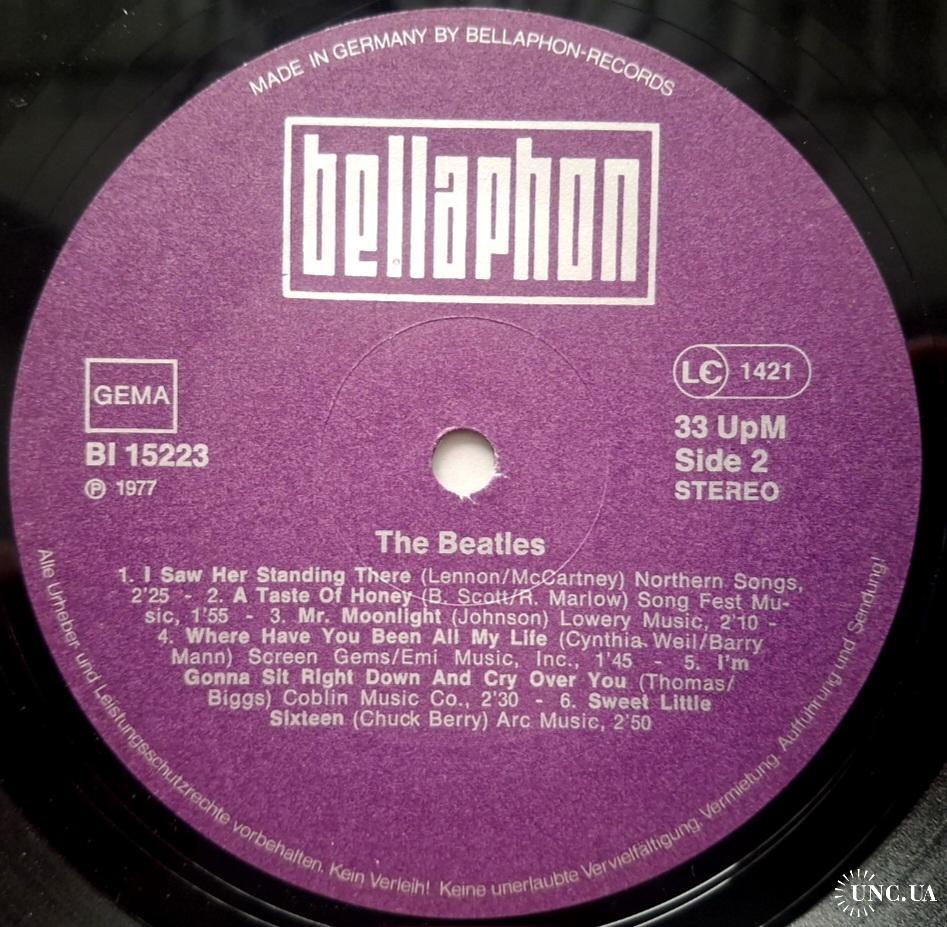 MADE IN GERMANY BY BELLAPHON-RECORDS
bellaphon
GEMA
BI 15223
℗ 1977
LC 1421
33 UpM
Side 2
STEREO
The Beatles
1. I Saw Her Standing There (Lennon/McCartney) Northern Songs,
2'25 - 2. A Taste Of Honey (B. Scott/R. Marlow) Song Fest Mu-
sic, 1'55 - 3. Mr. Moonlight (Johnson) Lowery Music, 2'10 -
4. Where Have You Been All My Life (Cynthia Weil/Barry
Mann) Screen Gems/Emi Music, Inc., 1'45 - 5. I'm
Gonna Sit Right Down And Cry Over You (Thomas/
Biggs) Coblin Music Co., 2'30 - 6. Sweet Little
Sixteen (Chuck Berry) Arc Music, 2'50
Alle Urheber- und Leistungsschutzrechte vorbehalten. Kein Verleih! Keine unerlaubte Vervielfältigung, Vermietung, Aufführung und Sendung!
UNC.UA